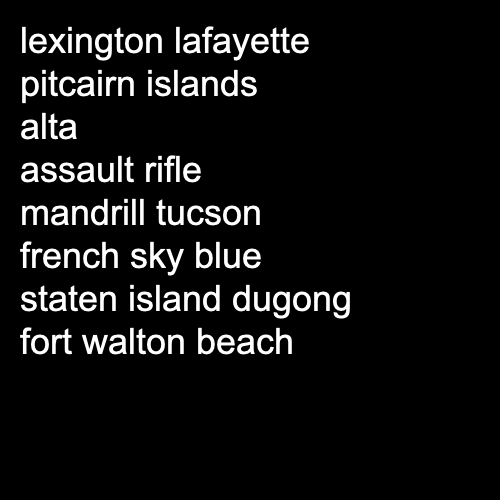 lexington lafayette
pitcairn islands
alta
assault rifle
mandrill tucson
french sky blue
staten island dugong
fort walton beach